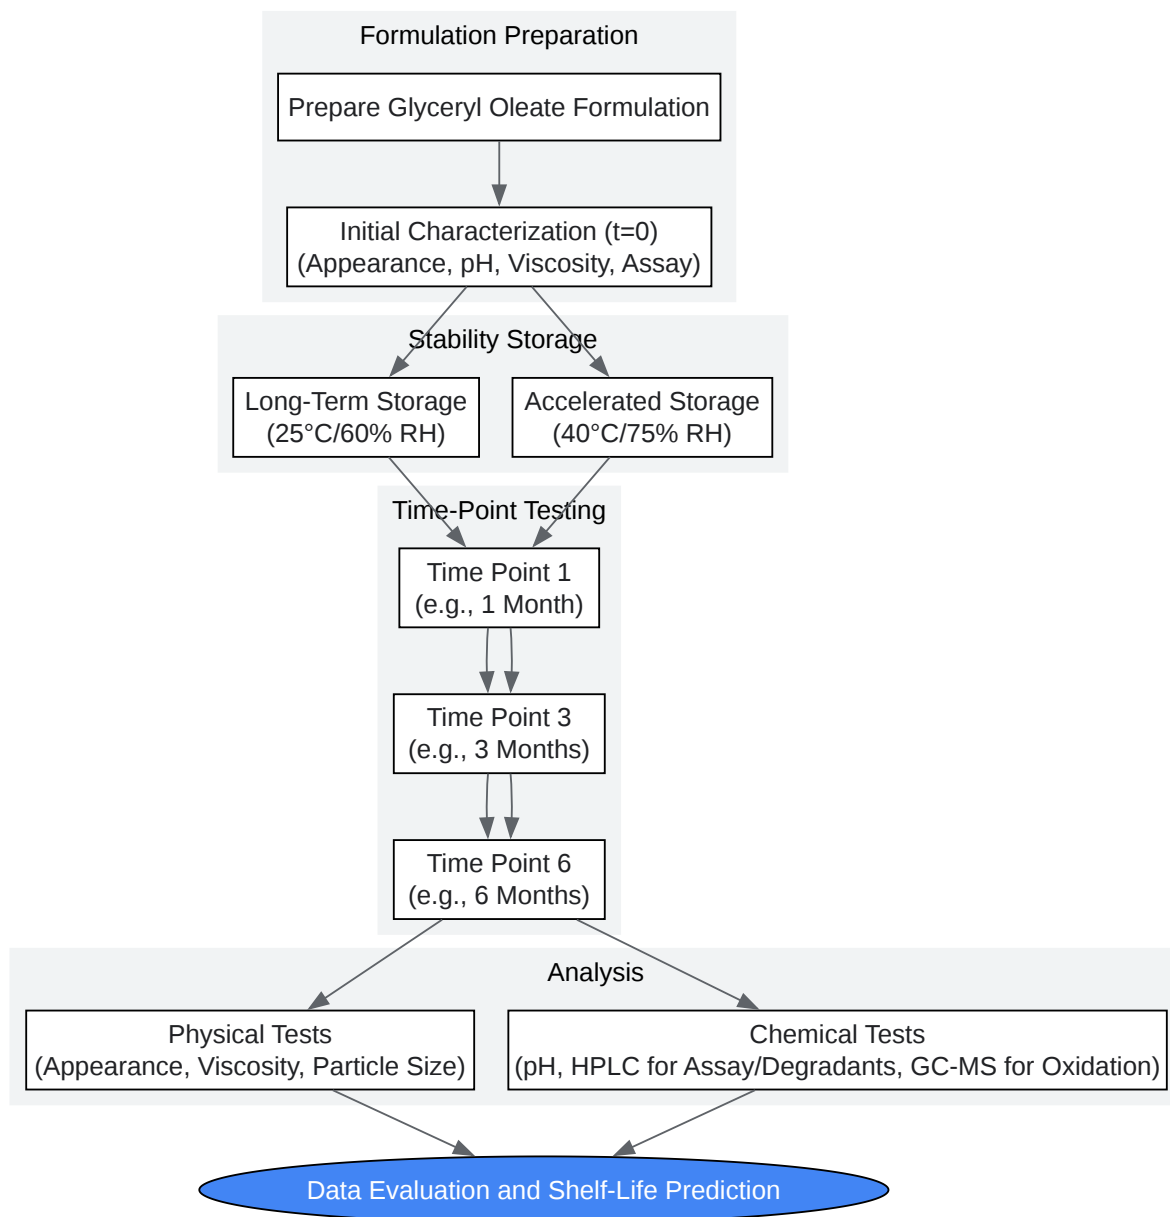 Formulation Preparation
Prepare Glyceryl Oleate Formulation
Initial Characterization (t=0)
(Appearance, pH, Viscosity, Assay)
Stability Storage
Long-Term Storage
(25°C/60% RH)
Accelerated Storage
(40°C/75% RH)
Time-Point Testing
Time Point 1
(e.g., 1 Month)
Time Point 3
(e.g., 3 Months)
Time Point 6
(e.g., 6 Months)
Analysis
Physical Tests
(Appearance, Viscosity, Particle Size)
Chemical Tests
(pH, HPLC for Assay/Degradants, GC-MS for Oxidation)
Data Evaluation and Shelf-Life Prediction